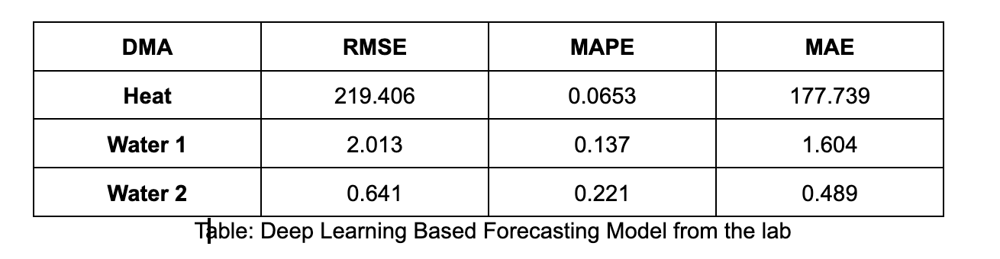 DMA RMSE MAPE MAE
Heat 219.406 0.0653 177.739
Water 1 2.013 0.137 1.604
Water 2 0.641 0.221 0.489
Table: Deep Learning Based Forecasting Model from the lab